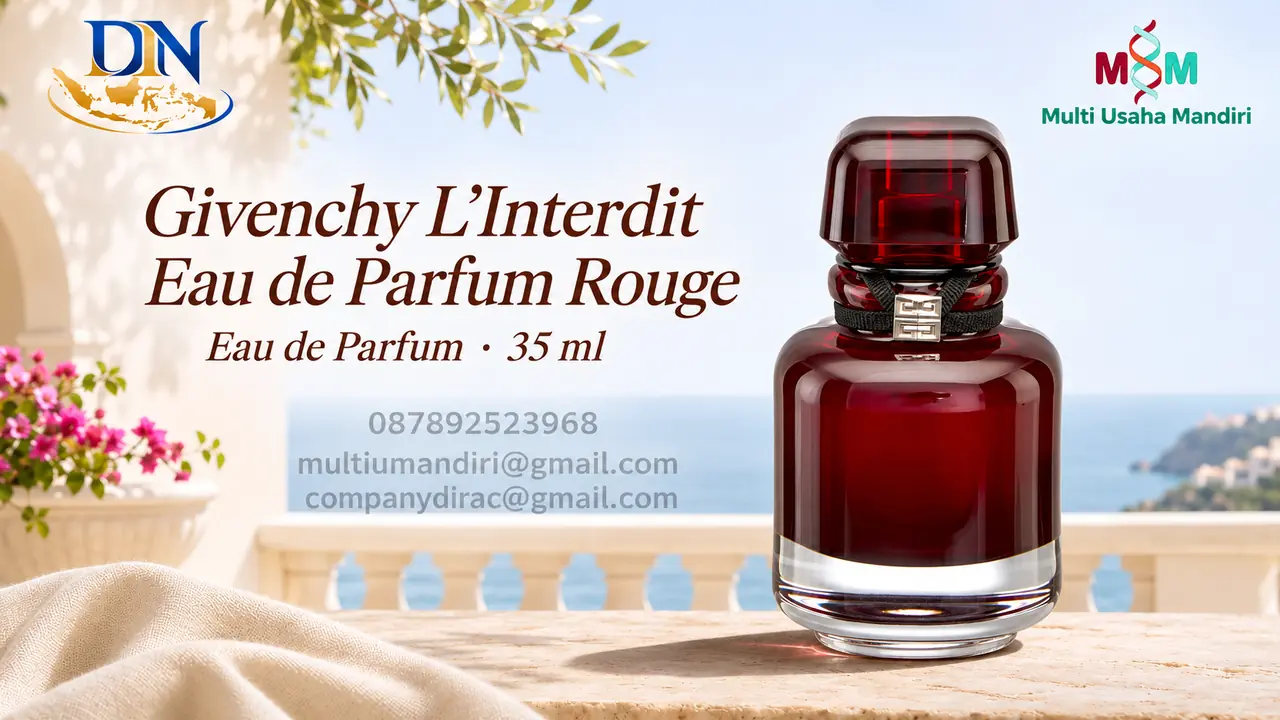 DN
MSM
Multi Usaha Mandiri
Givenchy L’Interdit
Eau de Parfum Rouge
Eau de Parfum · 35 ml
087892523968
multiumandiri@gmail.com
companydirac@gmail.com